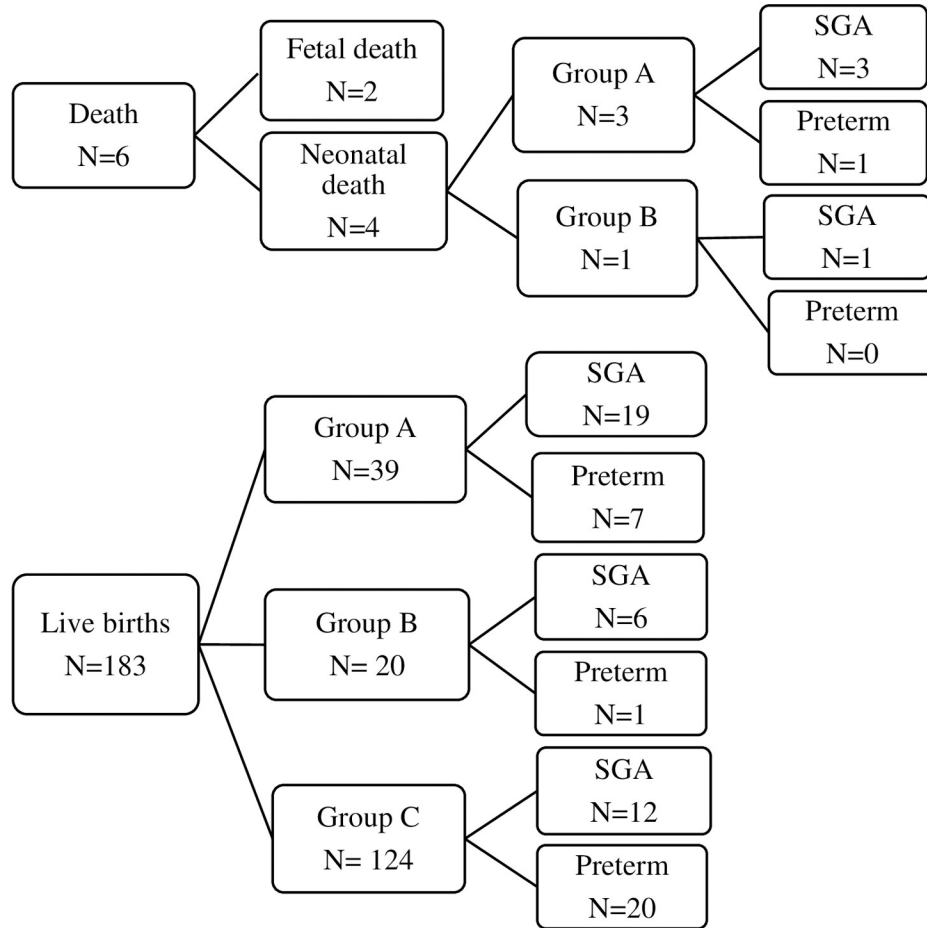 Death
N=6
Fetal death
N=2
Neonatal
death
N=4
Group A
N=3
SGA
N=3
Preterm
N=1
Group B
N=1
SGA
N=1
Preterm
N=0
Live births
N=183
Group A
N=39
SGA
N=19
Preterm
N=7
Group B
N= 20
SGA
N=6
Preterm
N=1
Group C
N= 124
SGA
N=12
Preterm
N=20